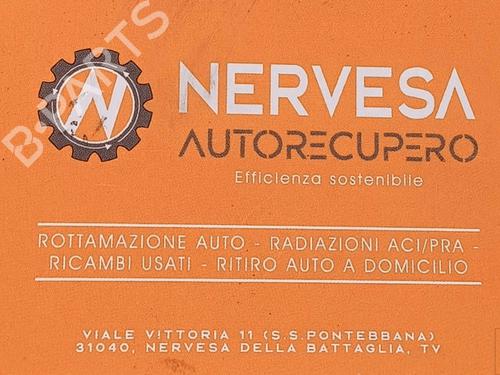 B-PARTS
N
NERVESA
AUTORECUPERO
Efficienza sostenibile
ROTTAMAZIONE AUTO - RADIAZIONI ACI/PRA -
RICAMBI USATI - RITIRO AUTO A DOMICILIO
VIALE VITTORIA 11 (S.S.PONTEBBANA)
31040, NERVESA DELLA BATTAGLIA, TV